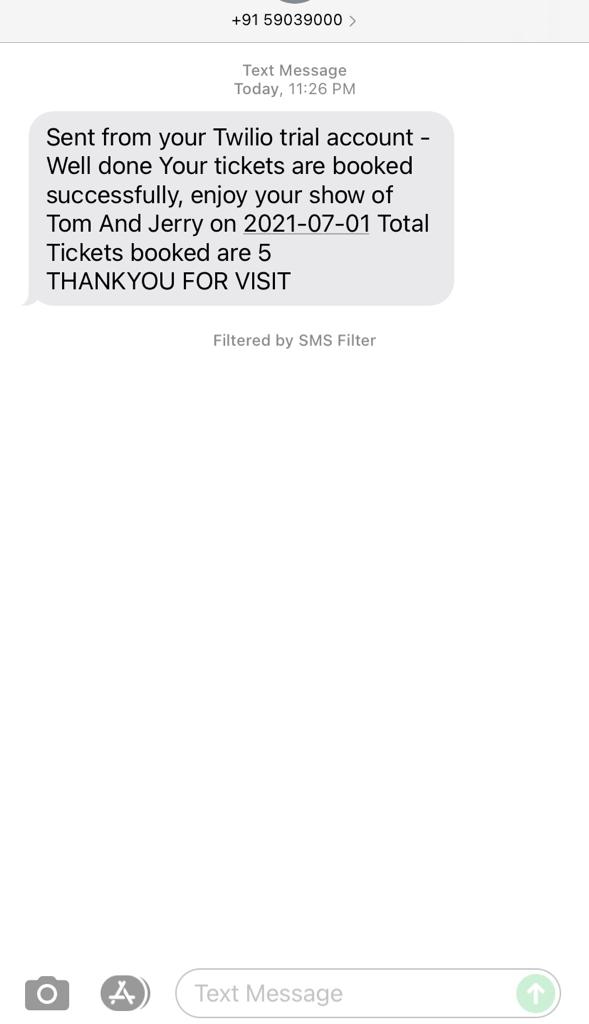 +91 59039000
Text Message
Today, 11:26 PM
Sent from your Twilio trial account -
Well done Your tickets are booked
successfully, enjoy your show of
Tom And Jerry on 2021-07-01 Total
Tickets booked are 5
THANKYOU FOR VISIT
Filtered by SMS Filter
Text Message